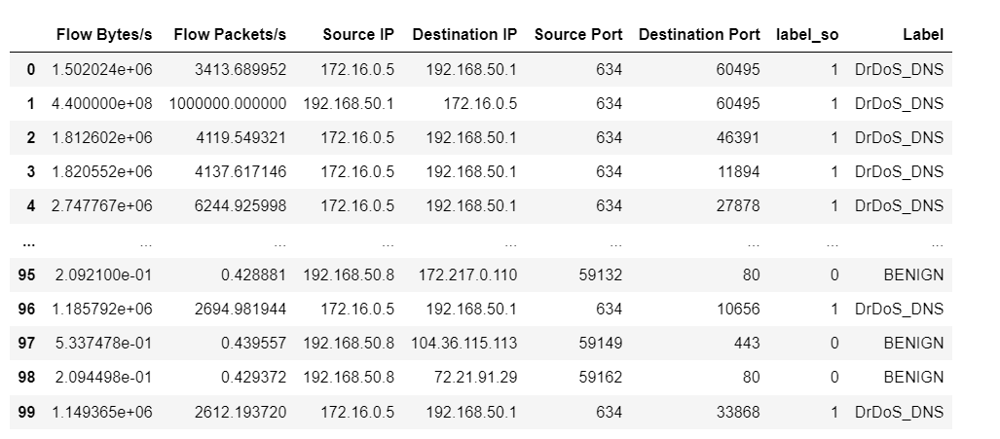 Flow Bytes/s Flow Packets/s Source IP Destination IP Source Port Destination Port label_so Label
0 1.502024e+06 3413.689952 172.16.0.5 192.168.50.1 634 60495 1 DrDoS_DNS
1 4.400000e+08 1000000.000000 192.168.50.1 172.16.0.5 634 60495 1 DrDoS_DNS
2 1.812602e+06 4119.549321 172.16.0.5 192.168.50.1 634 46391 1 DrDoS_DNS
3 1.820552e+06 4137.617146 172.16.0.5 192.168.50.1 634 11894 1 DrDoS_DNS
4 2.747767e+06 6244.925998 172.16.0.5 192.168.50.1 634 27878 1 DrDoS_DNS
... ... ... ... ... ... ... ... ...
95 2.092100e-01 0.428881 192.168.50.8 172.217.0.110 59132 80 0 BENIGN
96 1.185792e+06 2694.981944 172.16.0.5 192.168.50.1 634 10656 1 DrDoS_DNS
97 5.337478e-01 0.439557 192.168.50.8 104.36.115.113 59149 443 0 BENIGN
98 2.094498e-01 0.429372 192.168.50.8 72.21.91.29 59162 80 0 BENIGN
99 1.149365e+06 2612.193720 172.16.0.5 192.168.50.1 634 33868 1 DrDoS_DNS